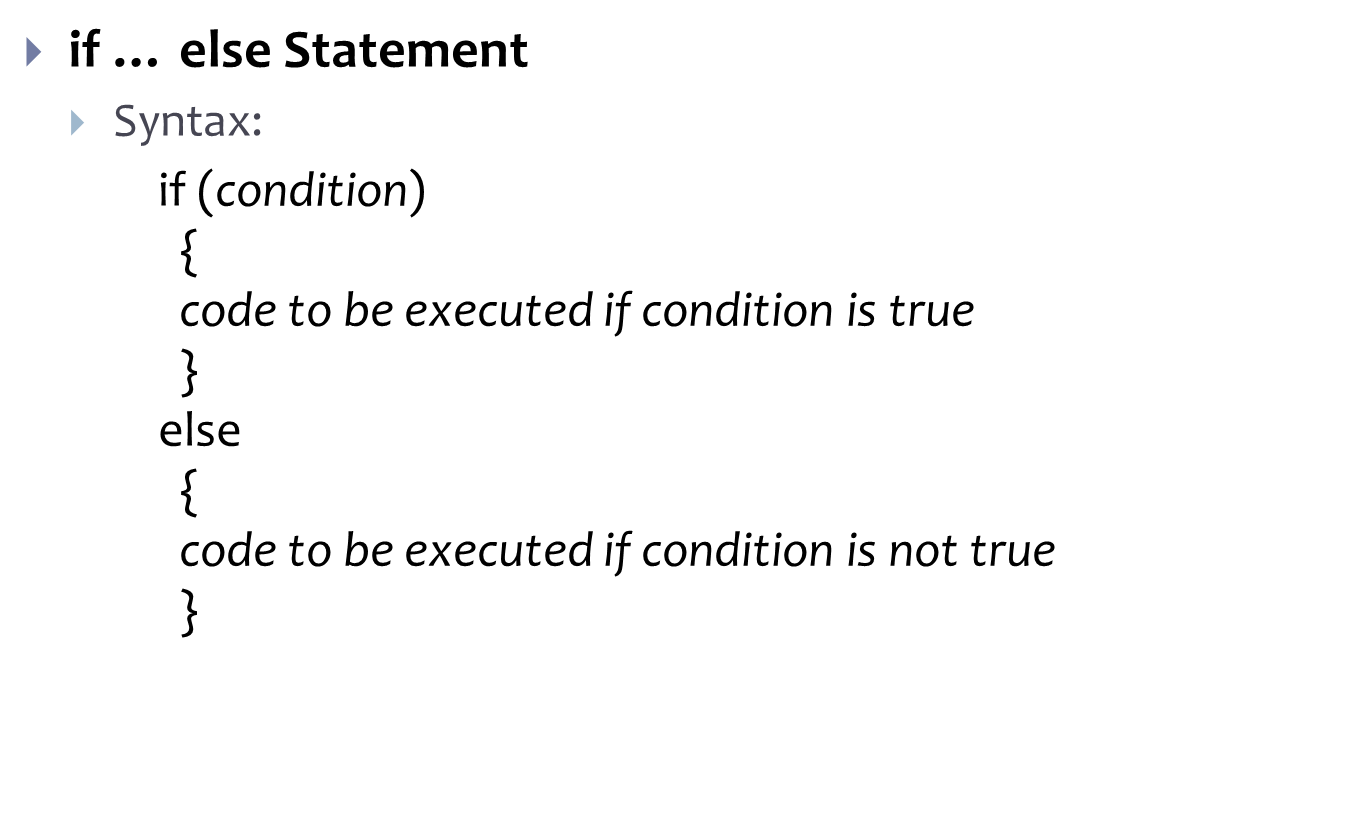 if … else Statement
Syntax:
if (condition)
{
code to be executed if condition is true
}
else
{
code to be executed if condition is not true
}